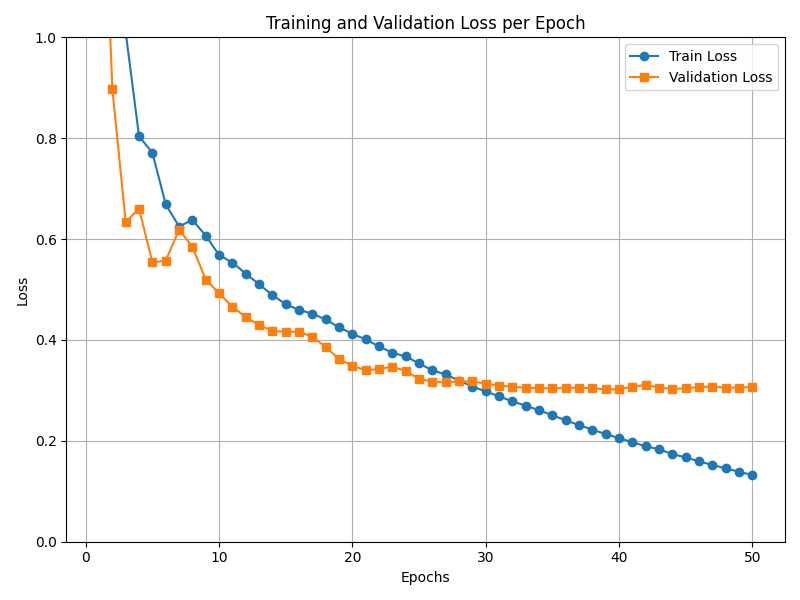 Training and Validation Loss per Epoch
Train Loss
Validation Loss
1.0
0.8
0.6
0.4
0.2
0.0
Loss
0 10 20 30 40 50
Epochs